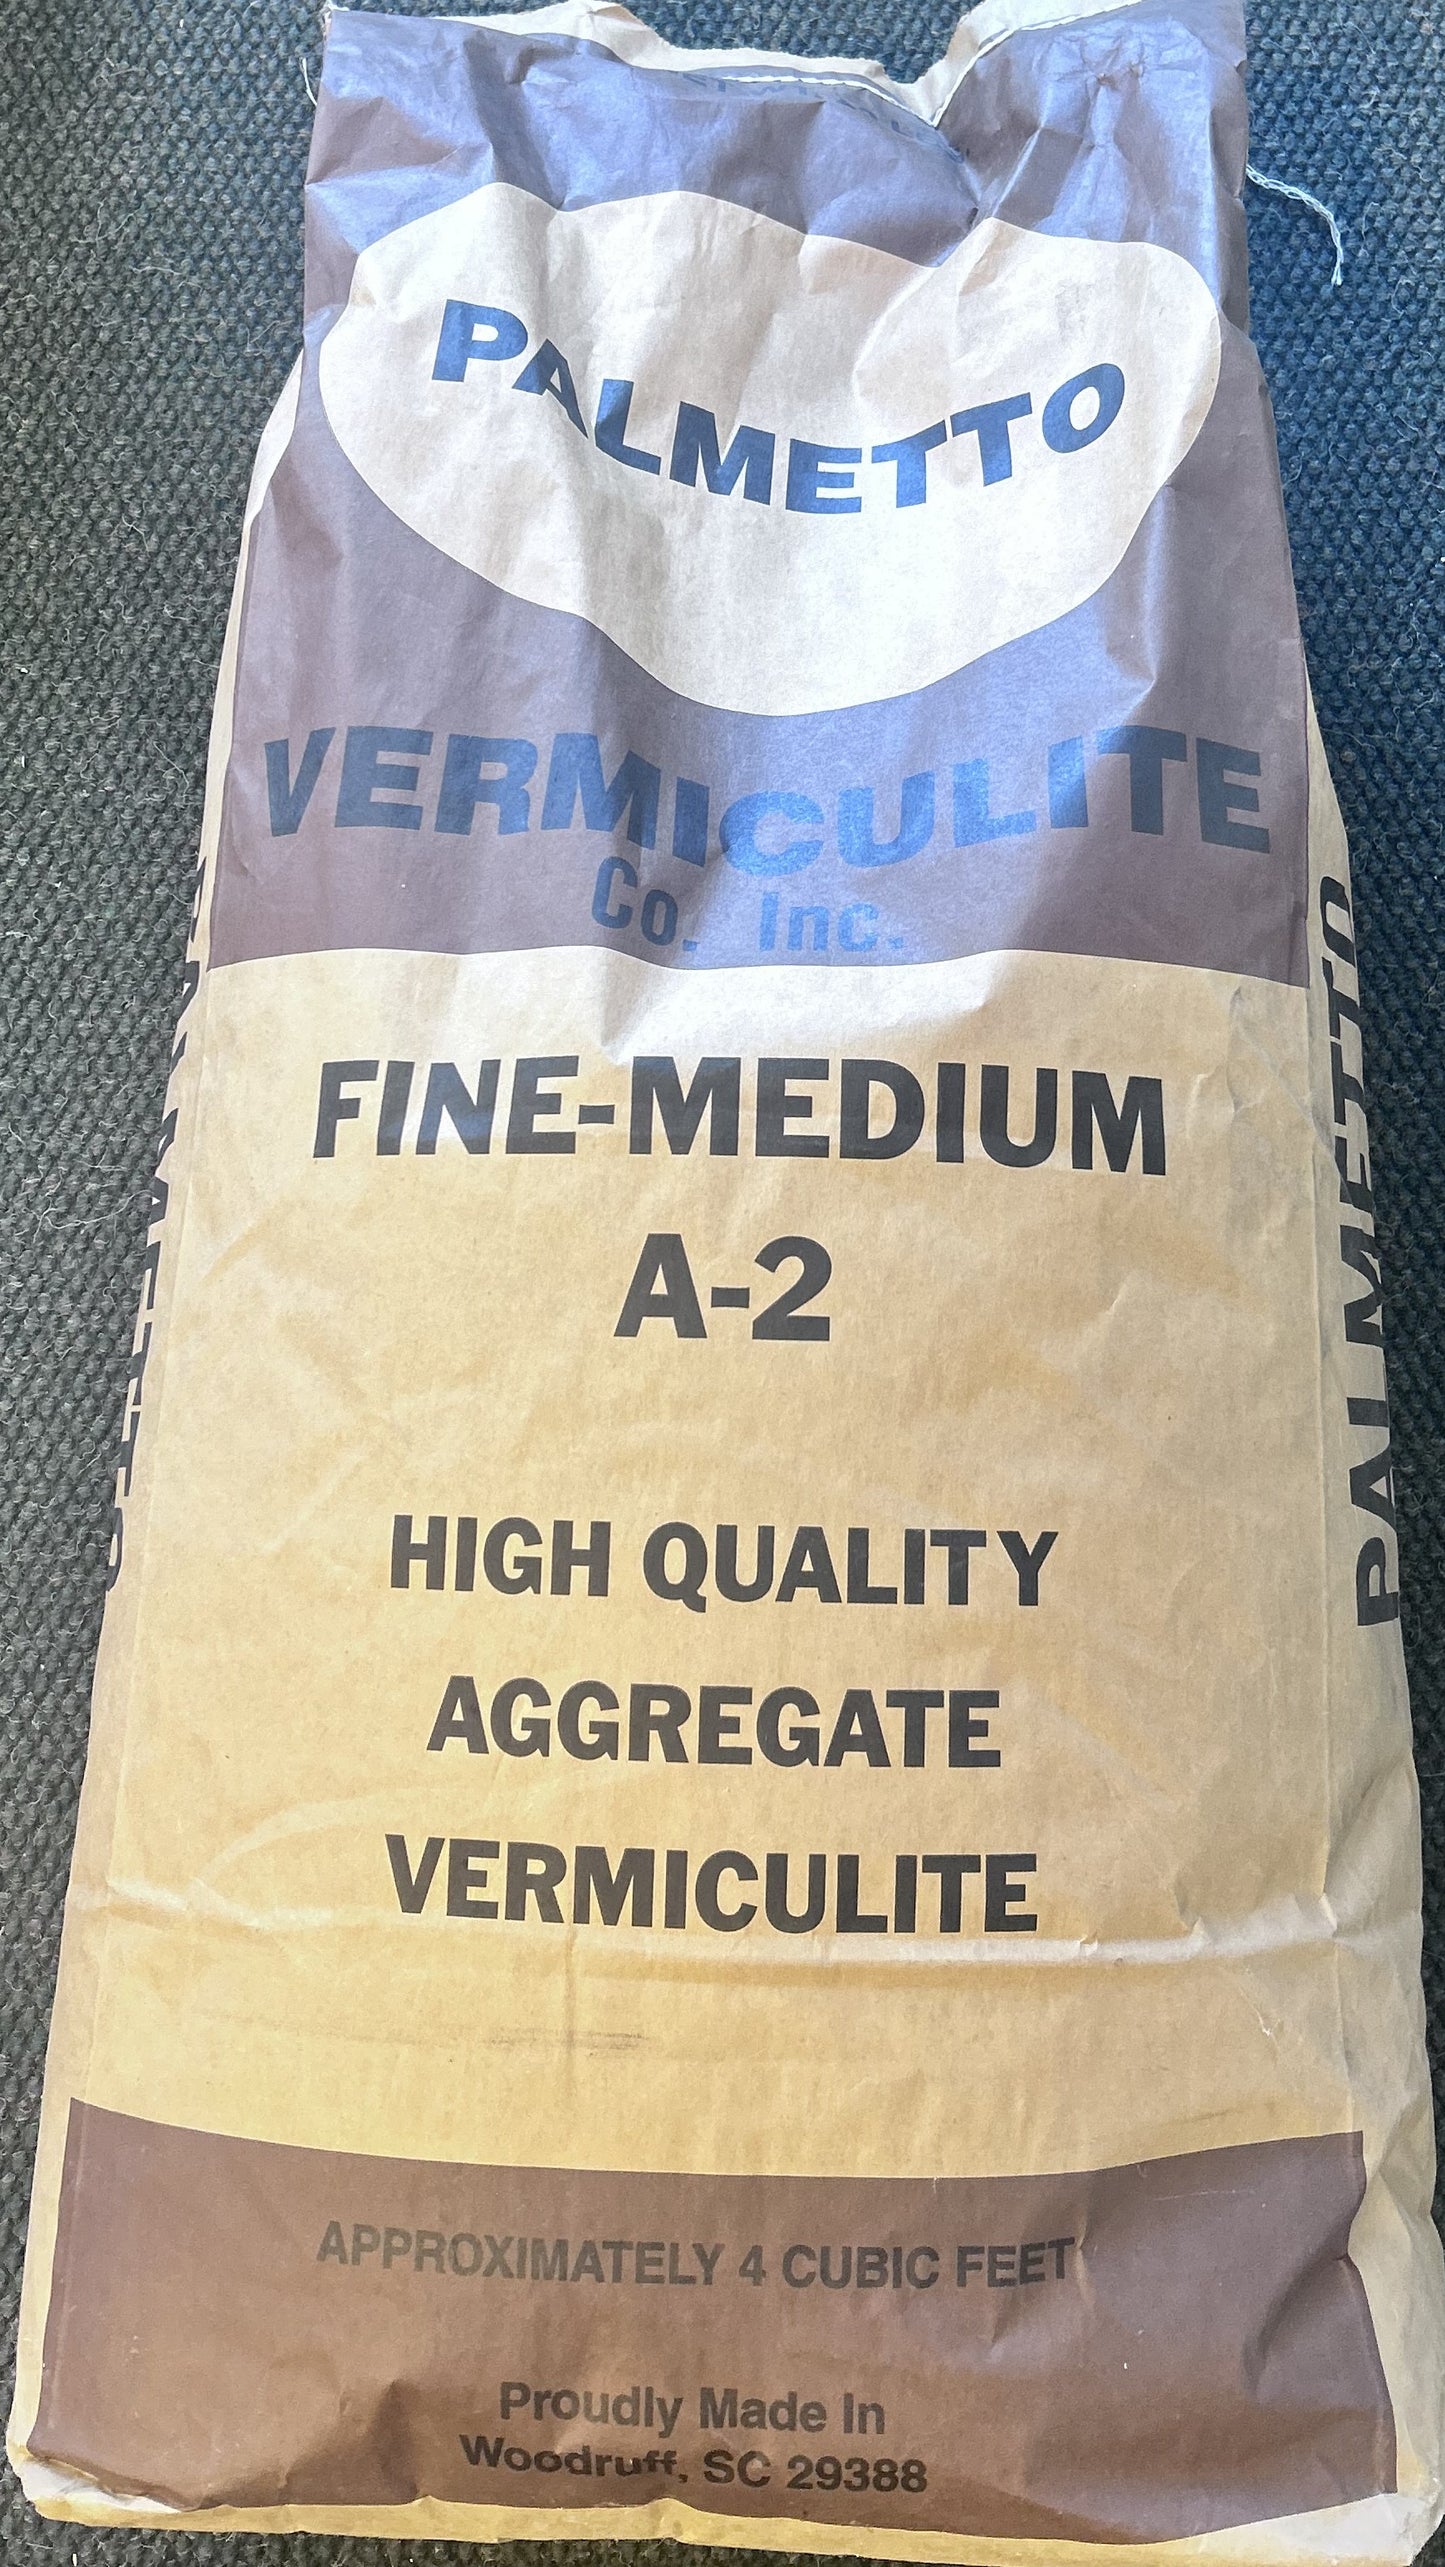 PALMETTO
VERMICULITE
Co. Inc.
FINE-MEDIUM
A-2
HIGH QUALITY
AGGREGATE
VERMICULITE
APPROXIMATELY 4 CUBIC FEET
Proudly Made In
Woodruff, SC 29388
PALMETTO